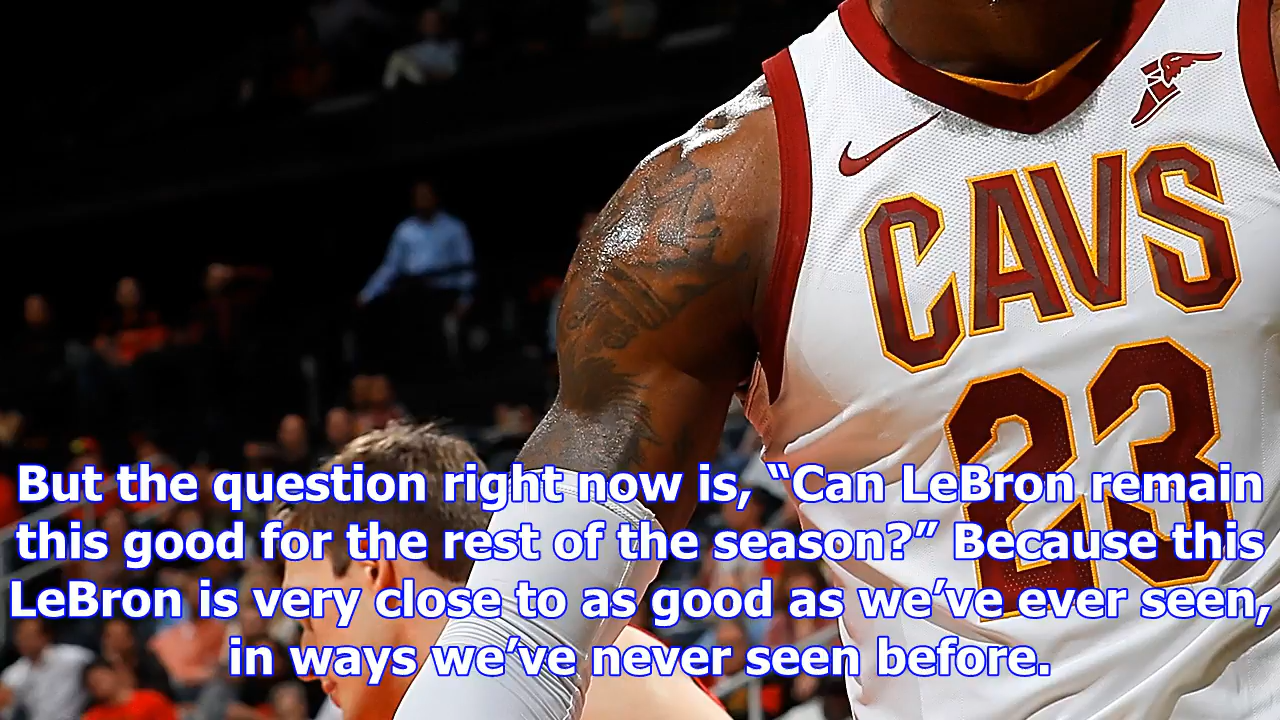 CAVS
23
But the question right now is, “Can LeBron remain
this good for the rest of the season?” Because this
LeBron is very close to as good as we’ve ever seen,
in ways we’ve never seen before.